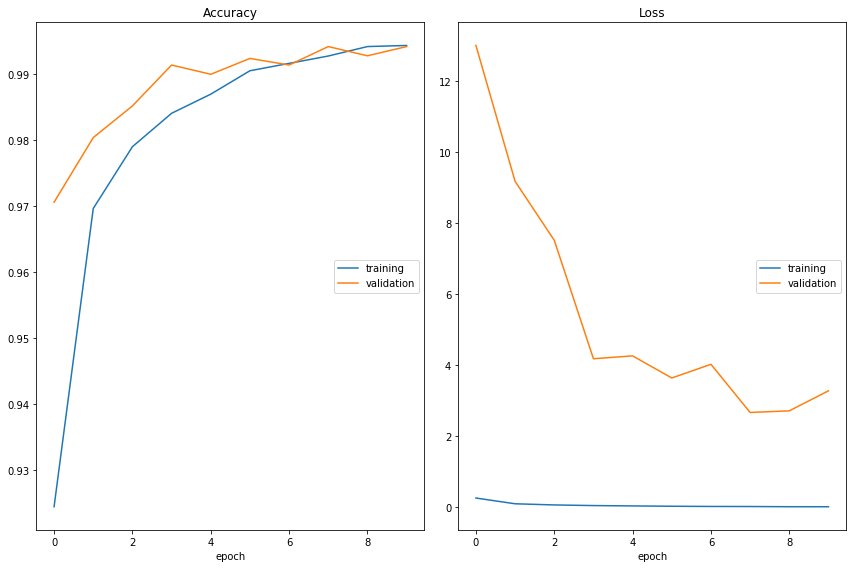 Accuracy
0.99
0.98
0.97
0.96
0.95
0.94
0.93
0 2 4 6 8
epoch
training
validation
Loss
12
10
8
6
4
2
0
0 2 4 6 8
epoch
training
validation